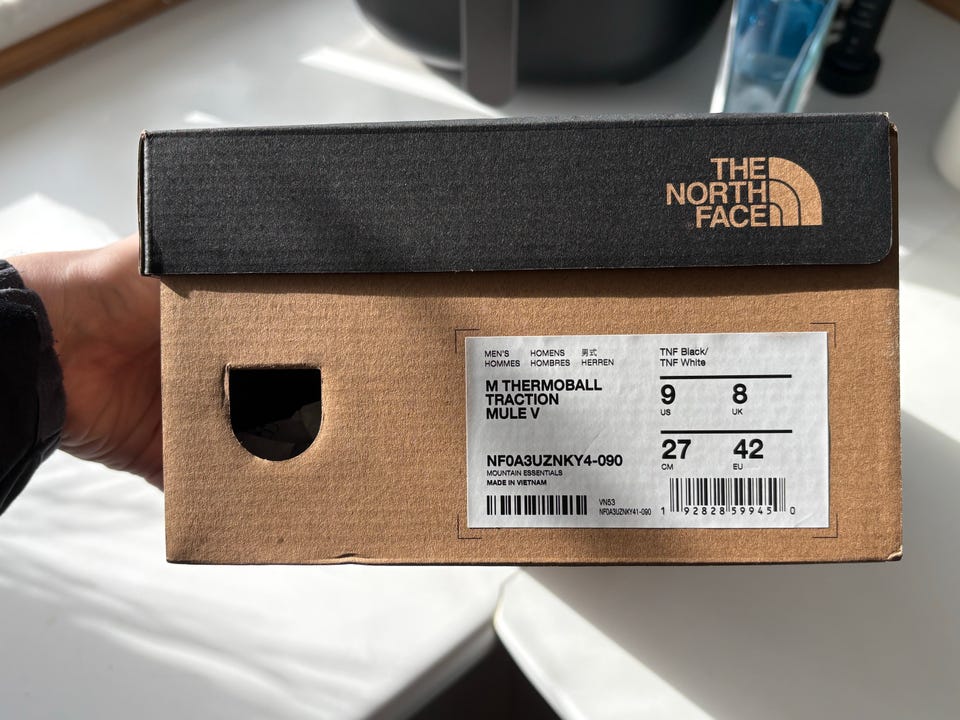 THE
NORTH
FACE
MEN'S HOMENS 男式
HOMMES HOMBRES HERREN
M THERMOBALL
TRACTION
MULE V
NF0A3UZNKY4-090
MOUNTAIN ESSENTIALS
MADE IN VIETNAM
VN53
NF0A3UZNKY41-090
TNF Black/
TNF White
9 8
US UK
27 42
CM EU
1 92828 59945 0